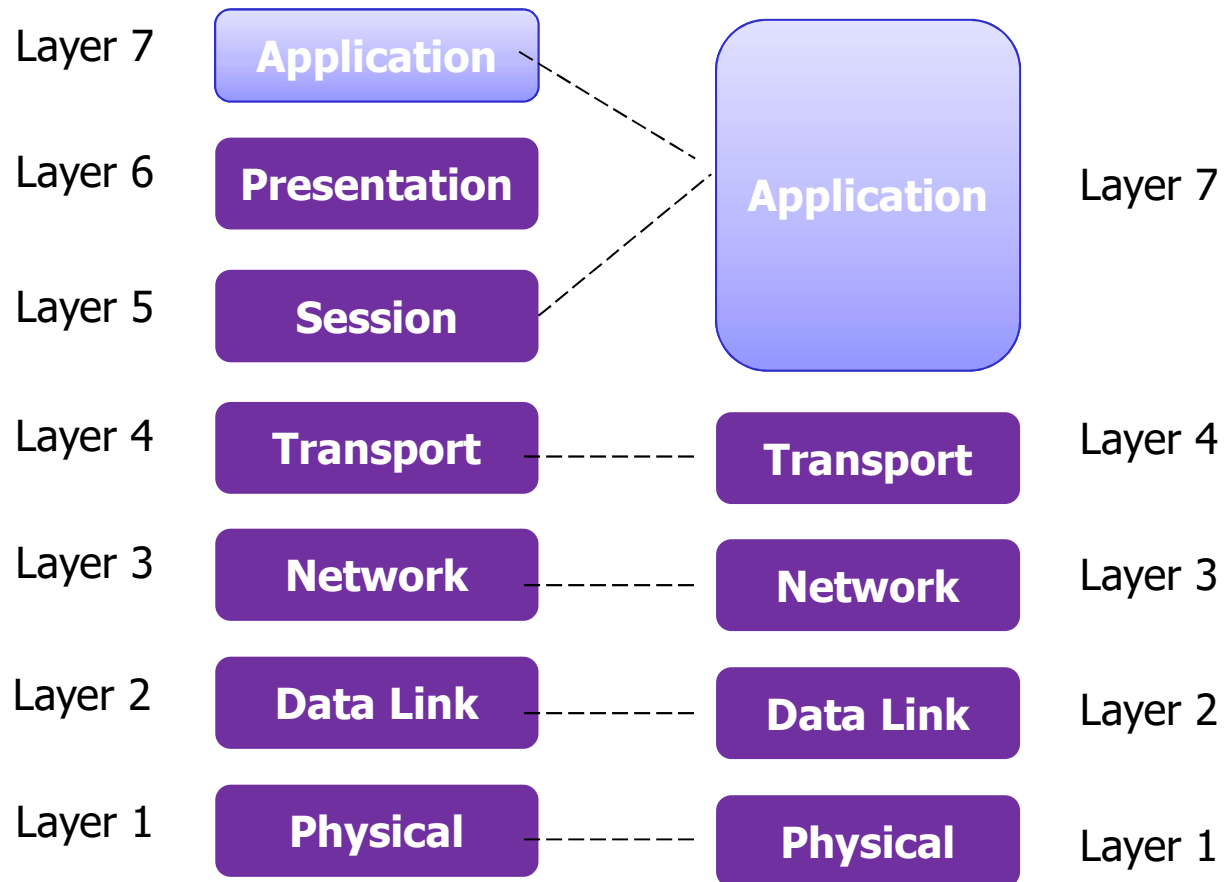 Layer 7 Application
Layer 6 Presentation Application Layer 7
Layer 5 Session
Layer 4 Transport Transport Layer 4
Layer 3 Network Network Layer 3
Layer 2 Data Link Data Link Layer 2
Layer 1 Physical Physical Layer 1